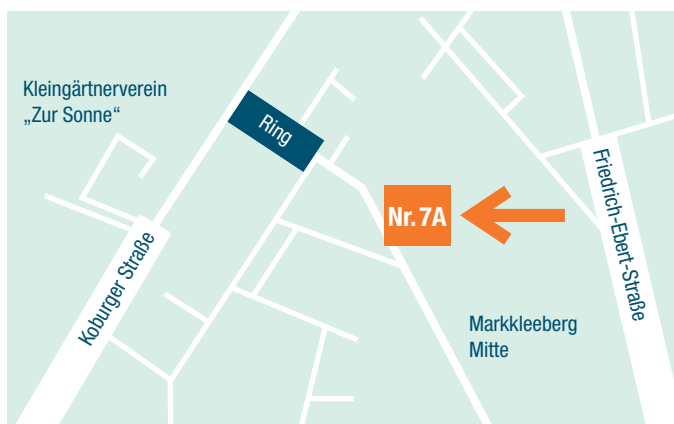 Kleingärtnerverein
„Zur Sonne“
Ring
Nr. 7A
Koburger Straße
Friedrich-Ebert-Straße
Markkleeberg
Mitte